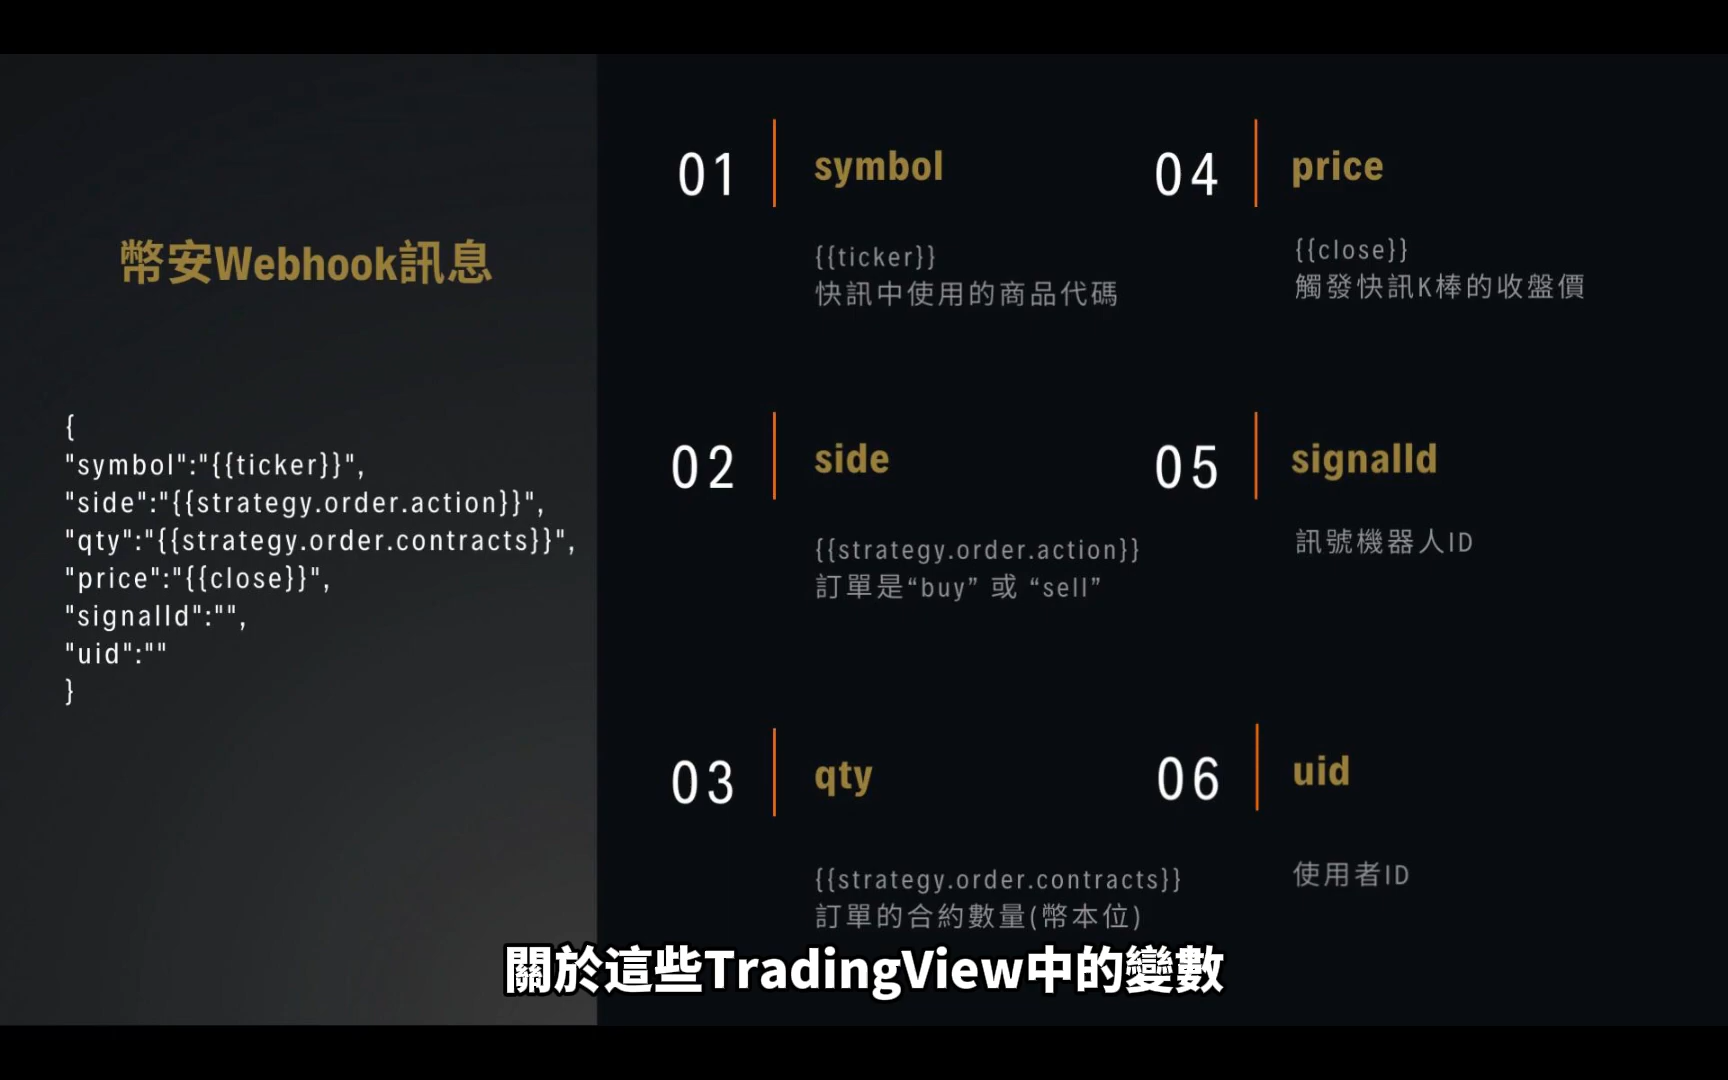 幣安Webhook訊息
{
"symbol":"{{ticker}}",
"side":"{{strategy.order.action}}",
"qty":"{{strategy.order.contracts}}",
"price":"{{close}}",
"signalId":"",
"uid":""
}
01
symbol
{{ticker}}
快訊中使用的商品代碼
02
side
{{strategy.order.action}}
訂單是“buy” 或 “sell”
03
qty
{{strategy.order.contracts}}
訂單的合約數量(幣本位)
04
price
{{close}}
觸發快訊K棒的收盤價
05
signalId
訊號機器人ID
06
uid
使用者ID
關於這些TradingView中的變數